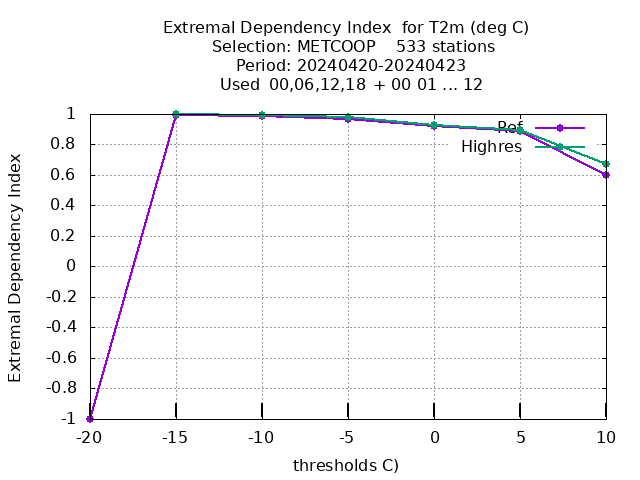 Extremal Dependency Index for T2m (deg C)
Selection: METCOOP 533 stations
Period: 20240420-20240423
Used 00,06,12,18 + 00 01 ... 12
Extremal Dependency Index
1
0.8
0.6
0.4
0.2
0
-0.2
-0.4
-0.6
-0.8
-1
Ref
Highres
-20 -15 -10 -5 0 5 10
thresholds C)